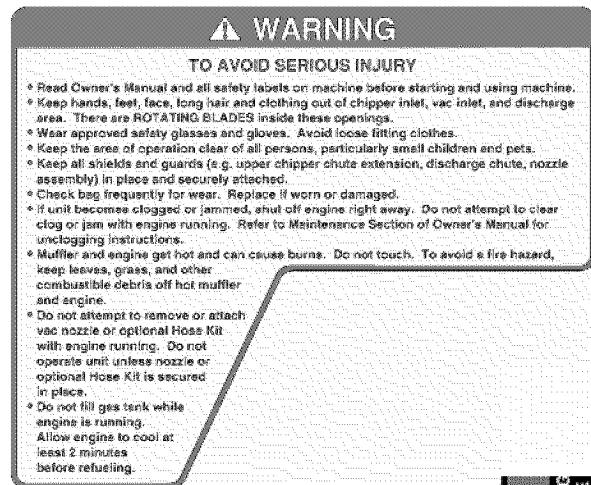 WARNING
TO AVOID SERIOUS INJURY
• Read Owner's Manual and all safety labels on machine before starting and using machine.
• Keep hands, feet, face, long hair and clothing out of chipper inlet, vac inlet, and discharge
area. There are ROTATING BLADES inside these openings.
• Wear approved safety glasses and gloves. Avoid loose fitting clothes.
• Keep the area of operation clear of all persons, particularly small children and pets.
• Keep all shields and guards (e.g. upper chipper chute extension, discharge chute, nozzle
assembly) in place and securely attached.
• Check bag frequently for wear. Replace if worn or damaged.
• If unit becomes clogged or jammed, shut off engine right away. Do not attempt to clear
clog or jam with engine running. Refer to Maintenance Section of Owner's Manual for
unclogging instructions.
• Muffler and engine get hot and can cause burns. Do not touch. To avoid a fire hazard,
keep leaves, grass, and other
combustible debris off hot muffler
and engine.
• Do not attempt to remove or attach
vac nozzle or optional Hose Kit
with engine running. Do not
operate unit unless nozzle or
optional Hose Kit is secured
in place.
• Do not fill gas tank while
engine is running.
Allow engine to cool at
least 2 minutes
before refueling.